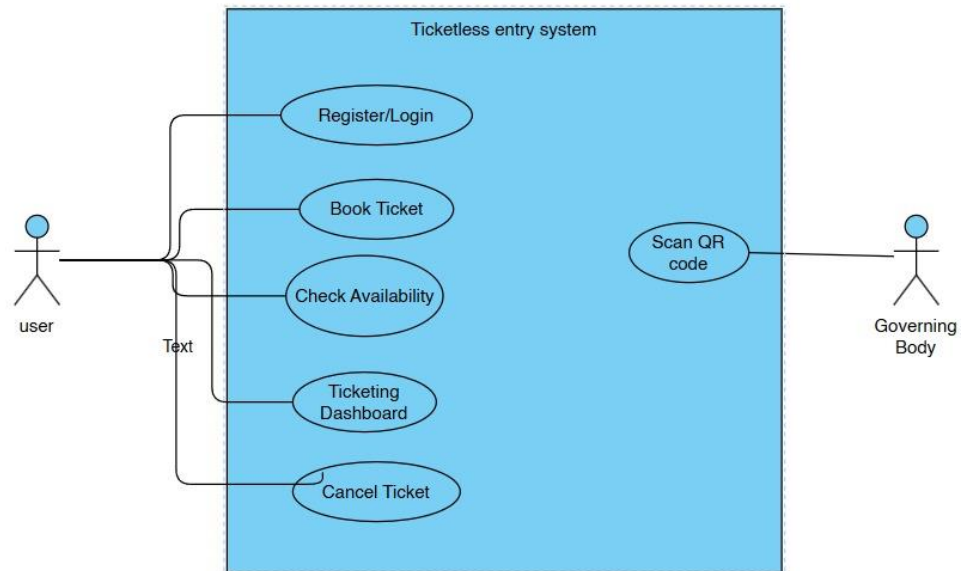 Ticketless entry system
Register/Login
Book Ticket
Check Availability
Ticketing
Dashboard
Cancel Ticket
Scan QR
code
user
Text
Governing
Body